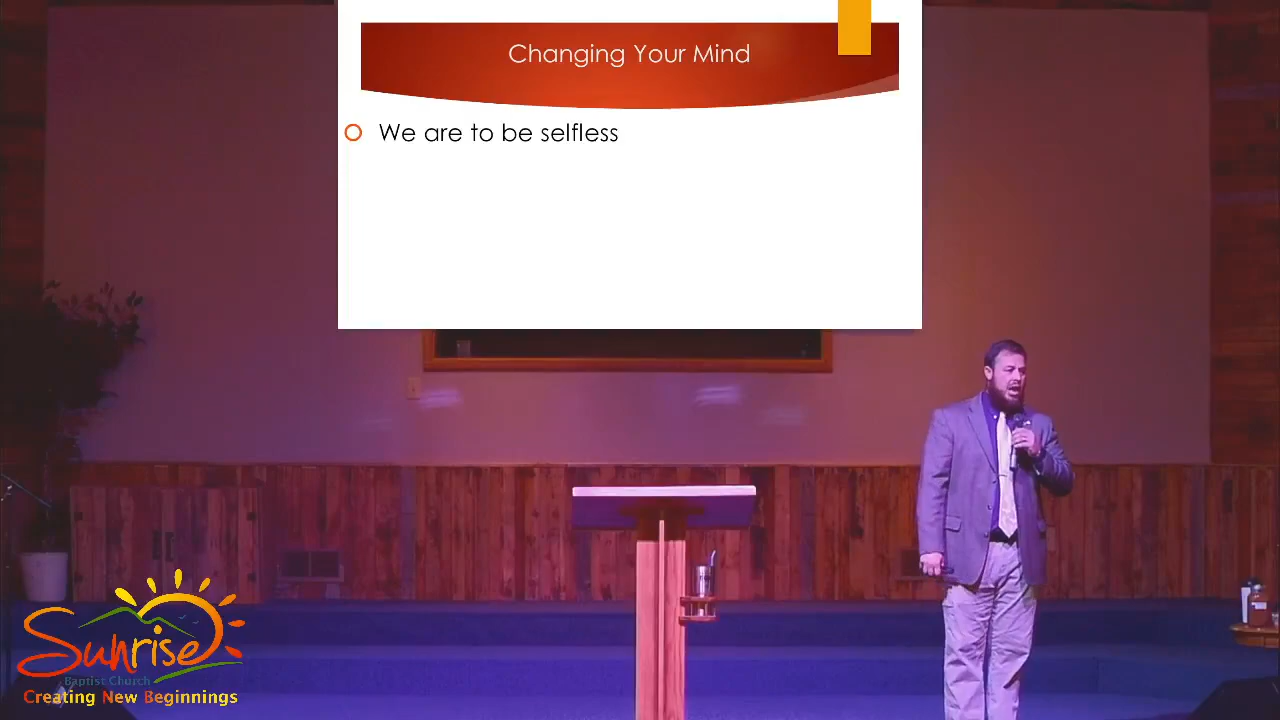 Changing Your Mind
We are to be selfless
Sunrise
Baptist Church
Creating New Beginnings